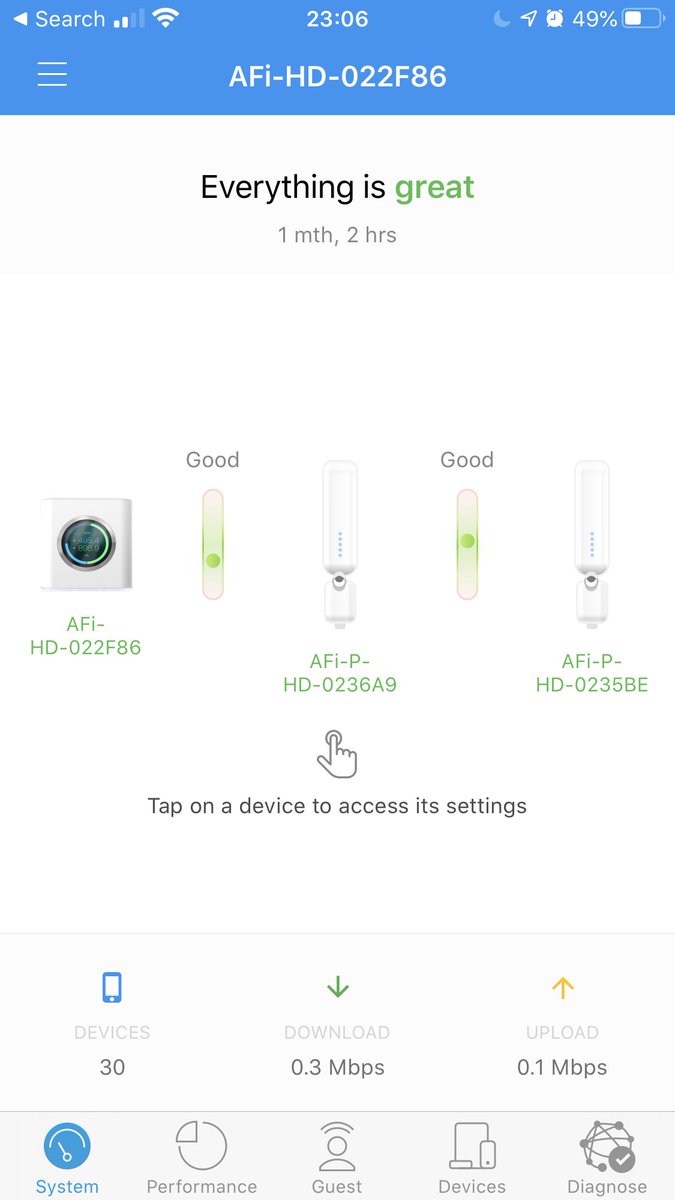 Search
23:06
49%
AFi-HD-022F86
Everything is great
1 mth, 2 hrs
Good
Good
AFi-
HD-022F86
AFi-P-
HD-0236A9
AFi-P-
HD-0235BE
Tap on a device to access its settings
DEVICES
DOWNLOAD
UPLOAD
30
0.3 Mbps
0.1 Mbps
System
Performance
Guest
Devices
Diagnose